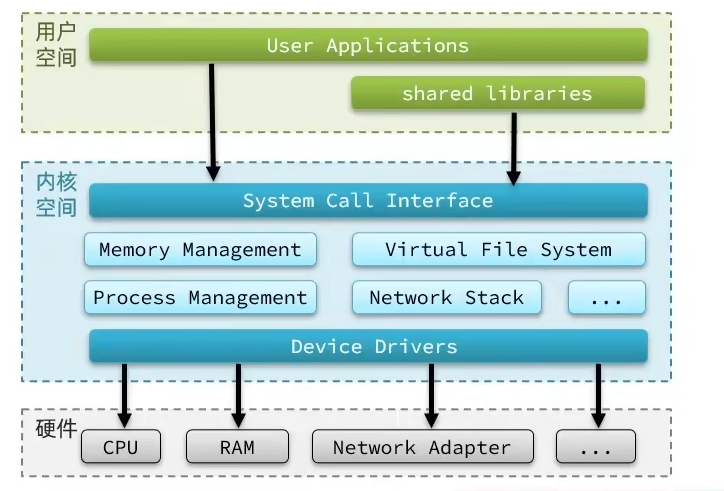 用户
空间
User Applications
shared libraries
内核
空间
System Call Interface
Memory Management
Virtual File System
Process Management
Network Stack
...
Device Drivers
硬件
CPU
RAM
Network Adapter
...